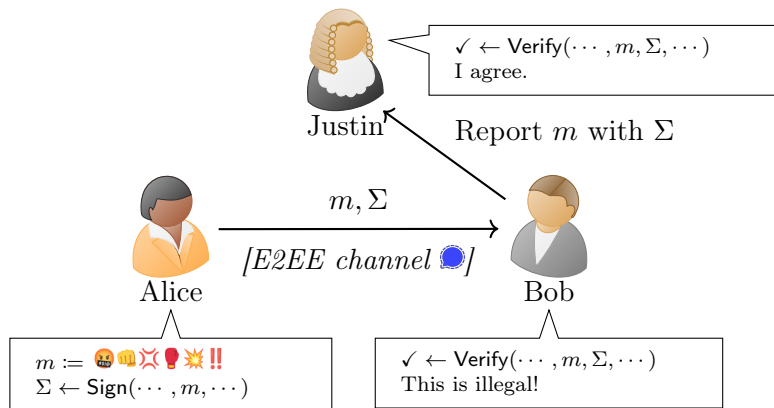 ✓ ← Verify(⋯ , m, Σ, ⋯)
I agree.
Justin
Report m with Σ
m, Σ
[E2EE channel ]
Alice
Bob
m := 🤬👊💢🥊💥‼
Σ ← Sign(⋯ , m, ⋯)
✓ ← Verify(⋯ , m, Σ, ⋯)
This is illegal!